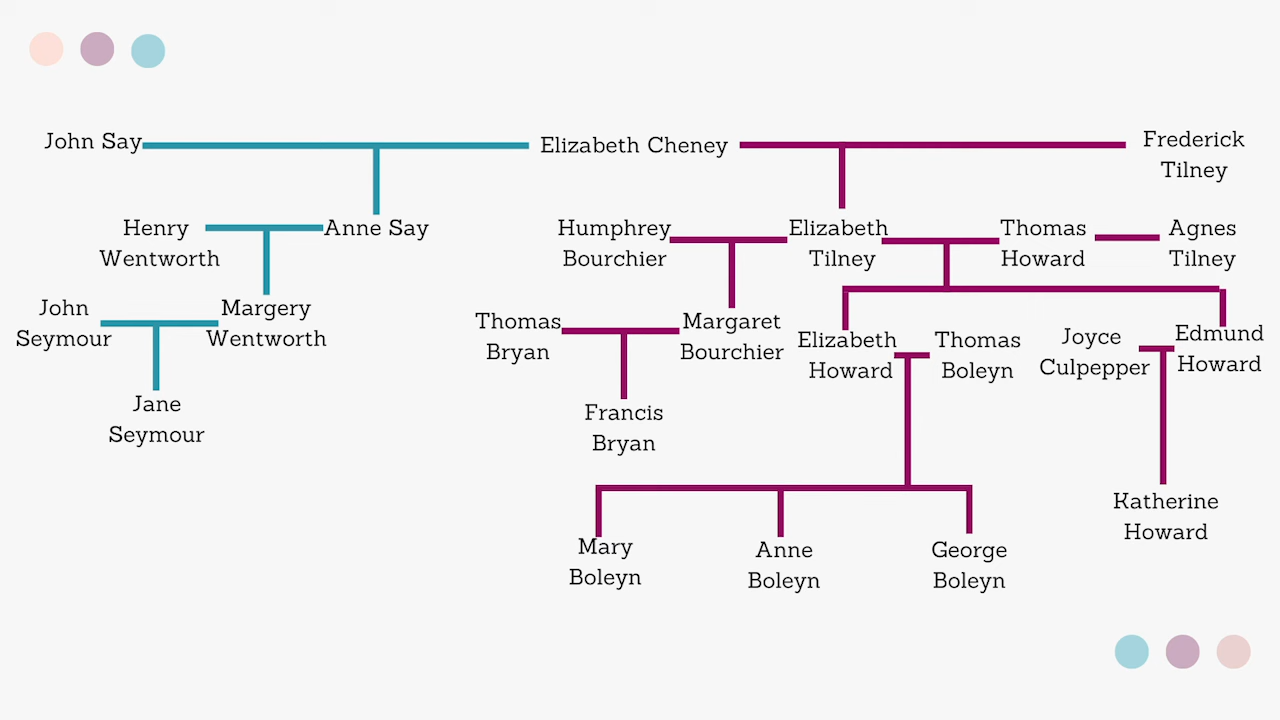 John Say
Elizabeth Cheney
Frederick
Tilney
Henry
Wentworth
Anne Say
Humphrey
Bourchier
Elizabeth
Tilney
Thomas
Howard
Agnes
Tilney
John
Seymour
Margery
Wentworth
Thomas
Bryan
Margaret
Bourchier
Elizabeth
Howard
Thomas
Boleyn
Joyce
Culpepper
Edmund
Howard
Jane
Seymour
Francis
Bryan
Katherine
Howard
Mary
Boleyn
Anne
Boleyn
George
Boleyn